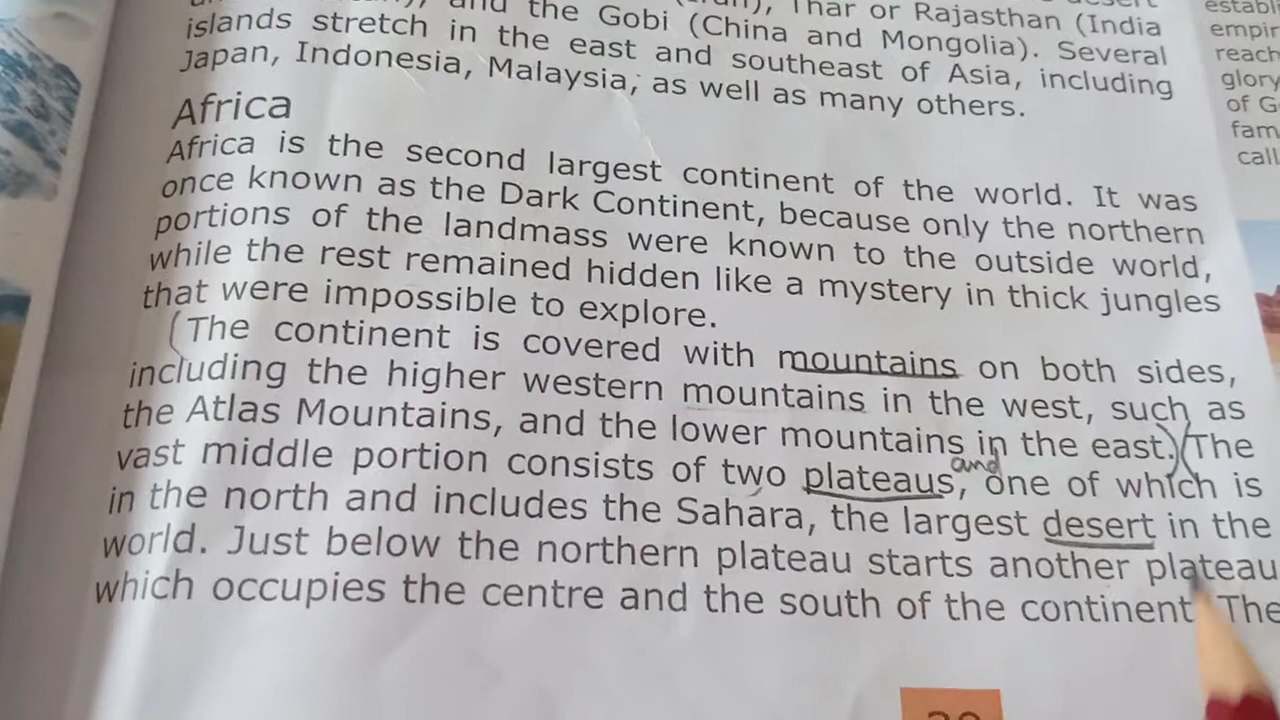 the Gobi (China and Mongolia). Several
Thar or Rajasthan (India
islands stretch in the east and southeast of Asia, including
Japan, Indonesia, Malaysia, as well as many others.
Africa
Africa is the second largest continent of the world. It was
once known as the Dark Continent, because only the northern
portions of the landmass were known to the outside world,
while the rest remained hidden like a mystery in thick jungles
that were impossible to explore.
(The continent is covered with mountains on both sides,
including the higher western mountains in the west, such as
the Atlas Mountains, and the lower mountains in the east.) (The
vast middle portion consists of two plateaus, and one of which is
in the north and includes the Sahara, the largest desert in the
world. Just below the northern plateau starts another plateau
which occupies the centre and the south of the continent. The
reach
glory
of G
fam
call